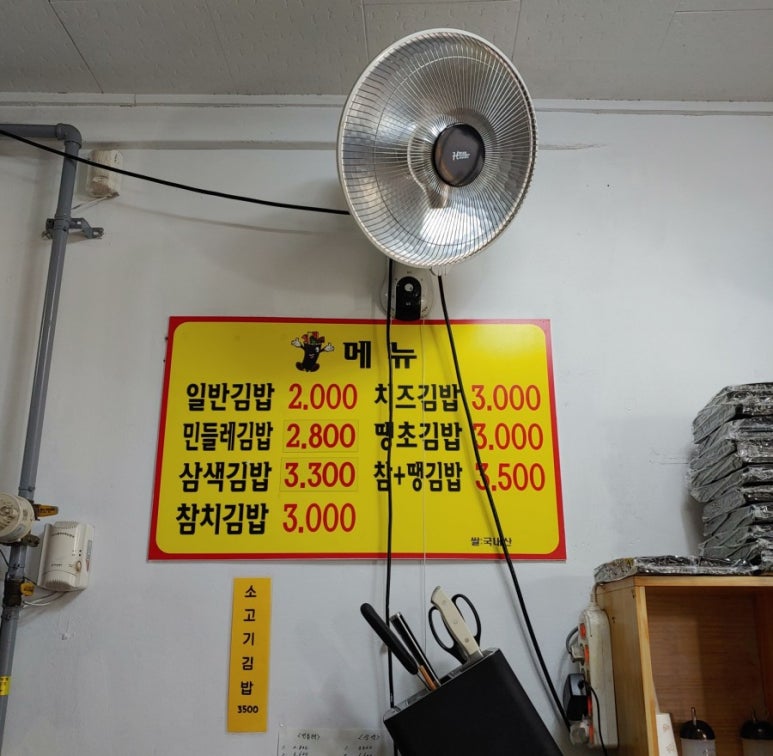 메뉴
일반김밥 2.000 치즈김밥 3.000
민들레김밥 2.800 땡초김밥 3.000
삼색김밥 3.300 참+땡김밥 3.500
참치김밥 3.000
쌀:국내산
소고기김밥
3500